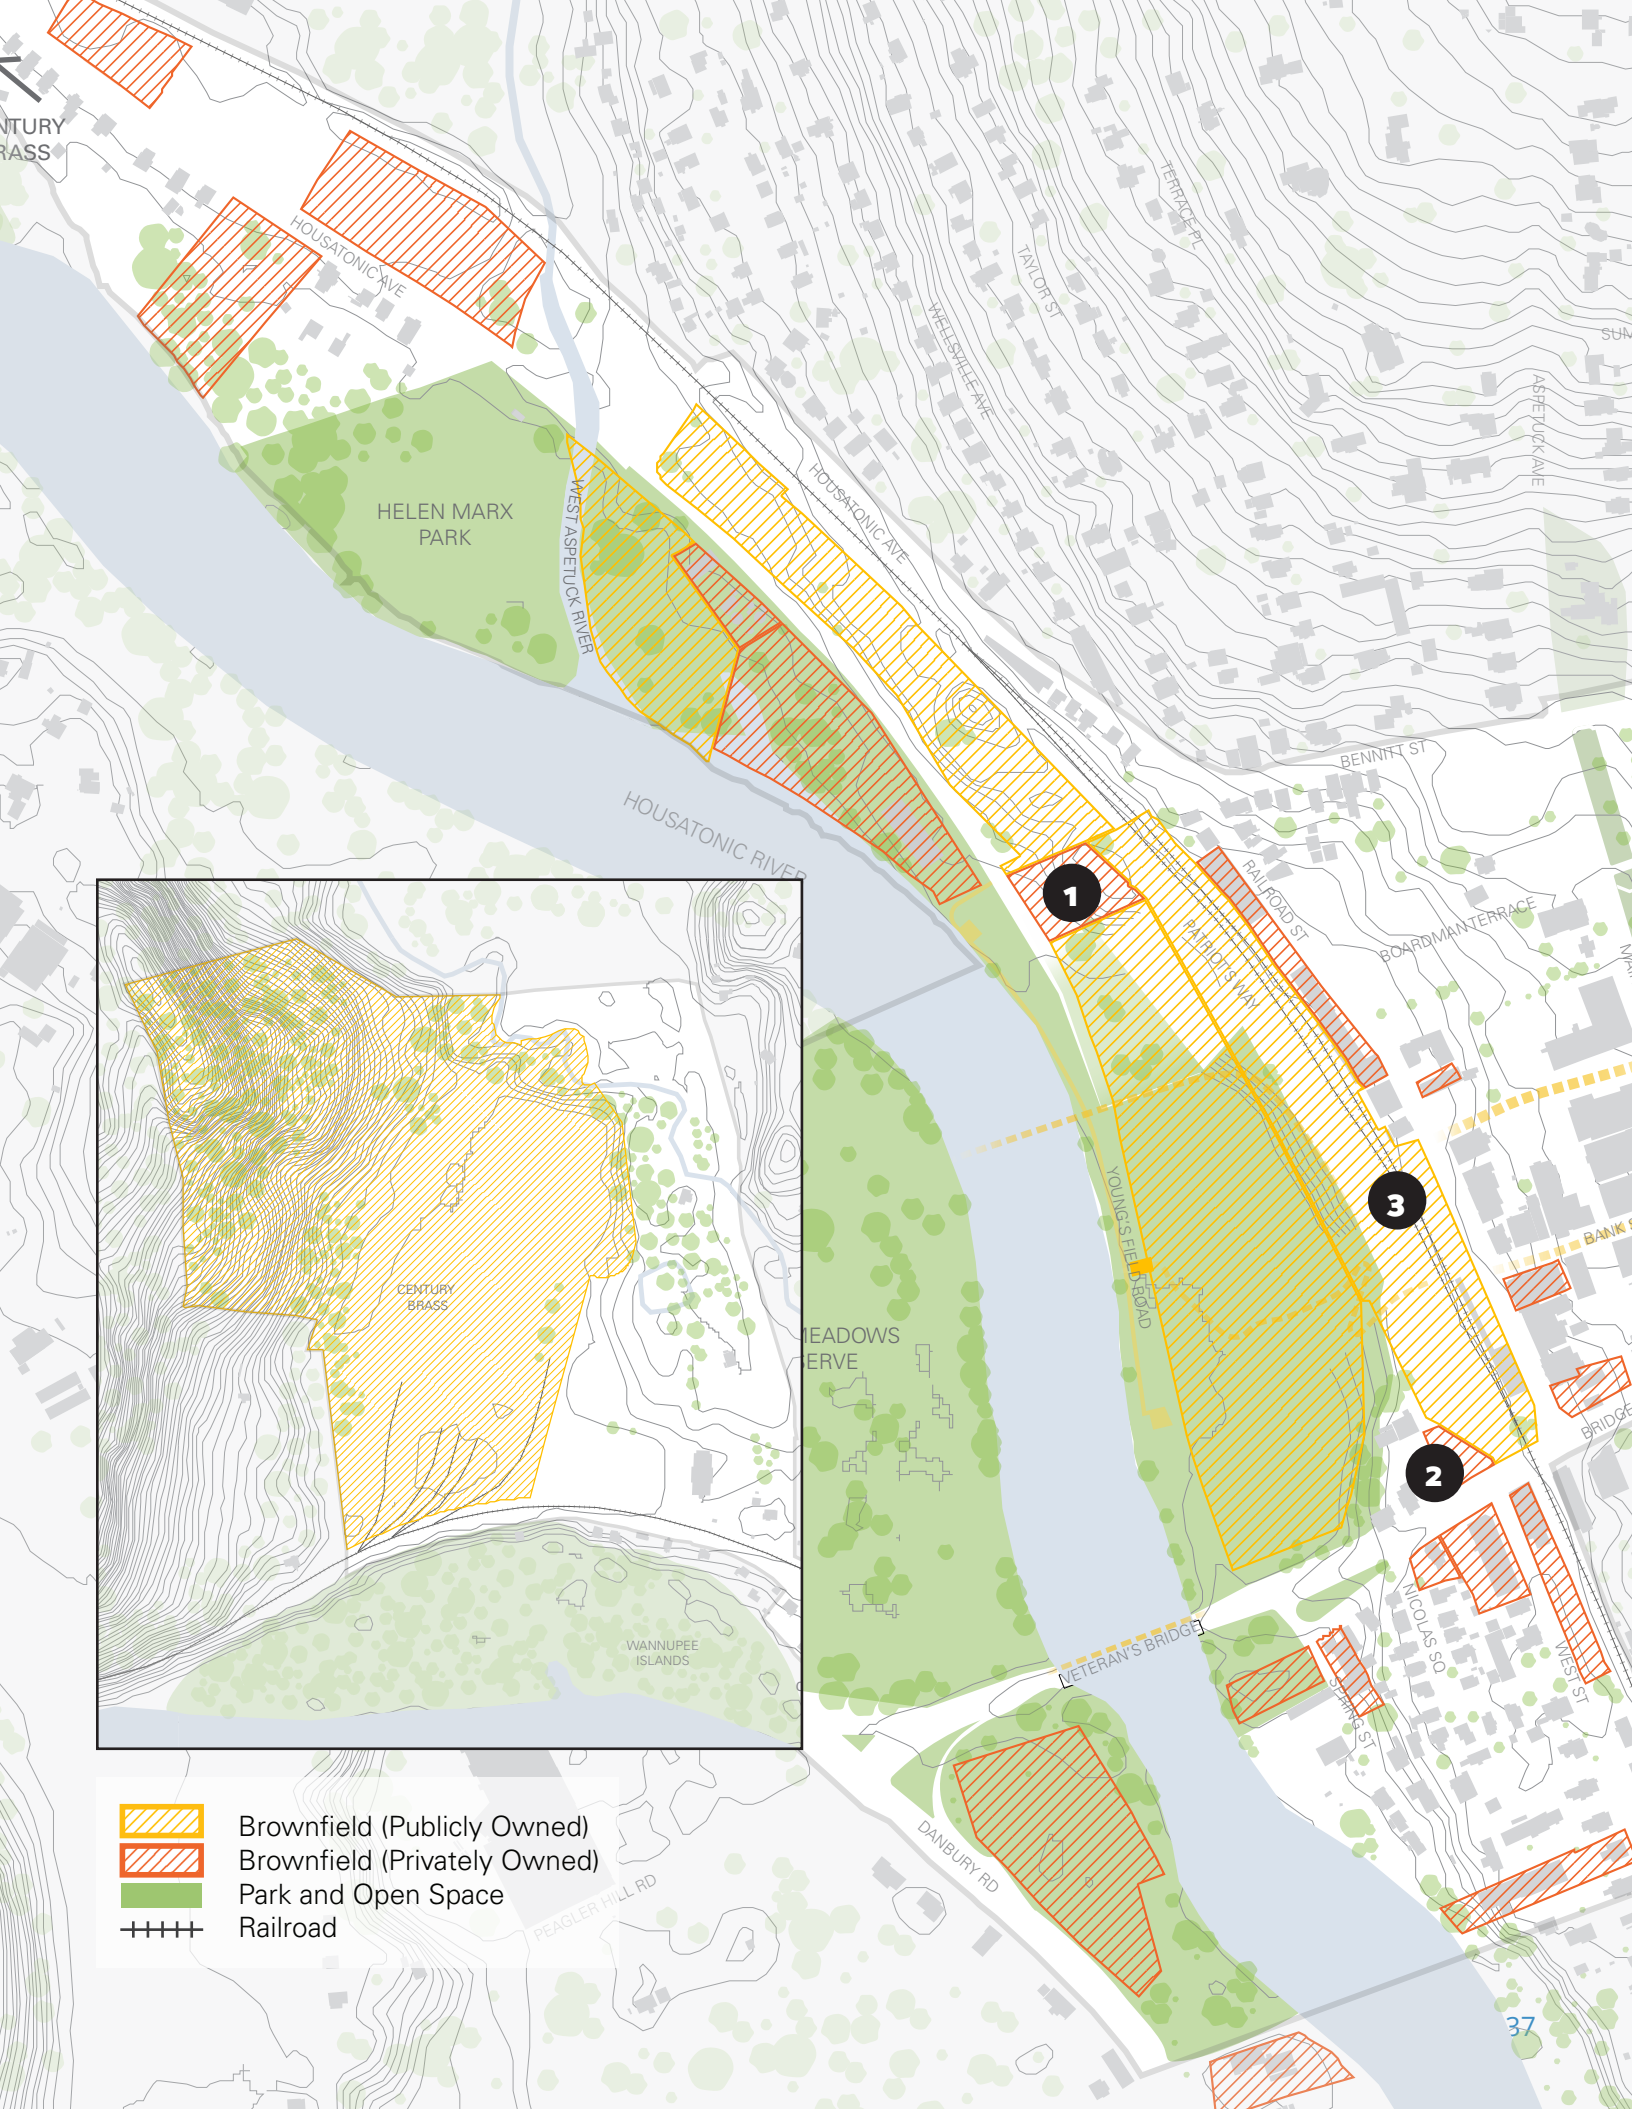 NTURY
RASS
HOUSATONIC AVE
TERRACE PL
TAYLOR ST
WELLSVILLE AVE
SUM
ASPETUCK AVE
HOUSATONIC AVE
HELEN MARX
PARK
WEST ASPETUCK RIVER
BENNITT ST
HOUSATONIC RIVER
1
RAILROAD ST
BOARDMAN TERRACE
PATRIOTS WAY
3
BANK S
YOUNG'S FIELD ROAD
CENTURY
BRASS
MEADOWS
SERVE
BRIDGE
2
NICOLAS SQ
WEST ST
WANNUPEE
ISLANDS
VETERAN'S BRIDGE
SPRING ST
DANBURY RD
PEAGLER HILL RD
Brownfield (Publicly Owned)
Brownfield (Privately Owned)
Park and Open Space
Railroad
37